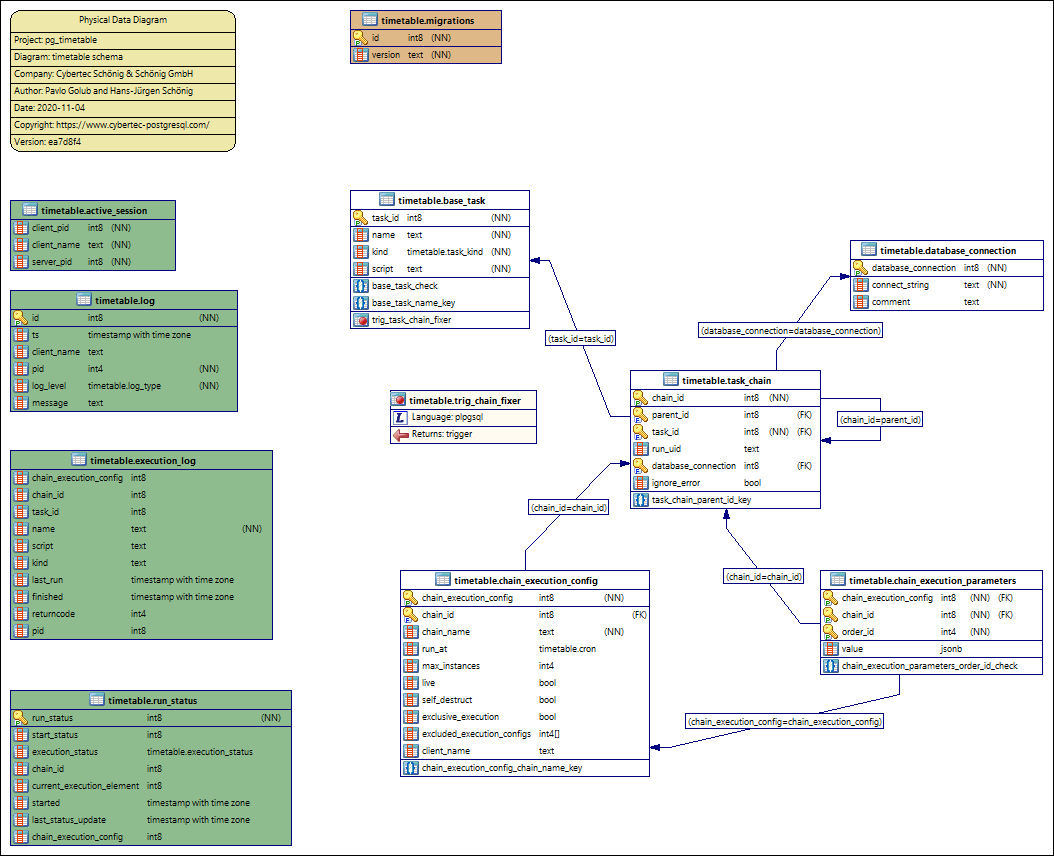 Physical Data Diagram
Project: pg_timetable
Diagram: timetable schema
Company: Cybertec Schönig & Schönig GmbH
Author: Pavlo Golub and Hans-Jürgen Schönig
Date: 2020-11-04
Copyright: https://www.cybertec-postgresql.com/
Version: ea7d8f4
timetable.migrations
id int8 (NN)
version text (NN)
timetable.active_session
client_pid int8 (NN)
client_name text (NN)
server_pid int8 (NN)
timetable.log
id int8 (NN)
ts timestamp with time zone
client_name text
pid int4 (NN)
log_level timetable.log_type (NN)
message text
timetable.execution_log
chain_execution_config int8
chain_id int8
task_id int8
name text (NN)
script text
kind text
last_run timestamp with time zone
finished timestamp with time zone
returncode int4
pid int8
timetable.run_status
run_status int8 (NN)
start_status int8
execution_status timetable.execution_status
chain_id int8
current_execution_element int8
started timestamp with time zone
last_status_update timestamp with time zone
chain_execution_config int8
timetable.base_task
task_id int8 (NN)
name text (NN)
kind timetable.task_kind (NN)
script text (NN)
base_task_check
base_task_name_key
trig_task_chain_fixer
timetable.trig_chain_fixer
L Language: plpgsql
Returns: trigger
(task_id=task_id)
timetable.database_connection
database_connection int8 (NN)
connect_string text (NN)
comment text
(database_connection=database_connection)
timetable.task_chain
chain_id int8 (NN)
parent_id int8 (FK)
task_id int8 (NN) (FK)
run_uid text
database_connection int8 (FK)
ignore_error bool
task_chain_parent_id_key
(chain_id=parent_id)
(chain_id=chain_id)
(chain_id=chain_id)
timetable.chain_execution_config
chain_execution_config int8 (NN)
chain_id int8 (FK)
chain_name text (NN)
run_at timetable.cron
max_instances int4
live bool
self_destruct bool
exclusive_execution bool
excluded_execution_configs int4[]
client_name text
chain_execution_config_chain_name_key
timetable.chain_execution_parameters
chain_execution_config int8 (NN) (FK)
chain_id int8 (NN) (FK)
order_id int4 (NN)
value jsonb
chain_execution_parameters_order_id_check
(chain_execution_config=chain_execution_config)